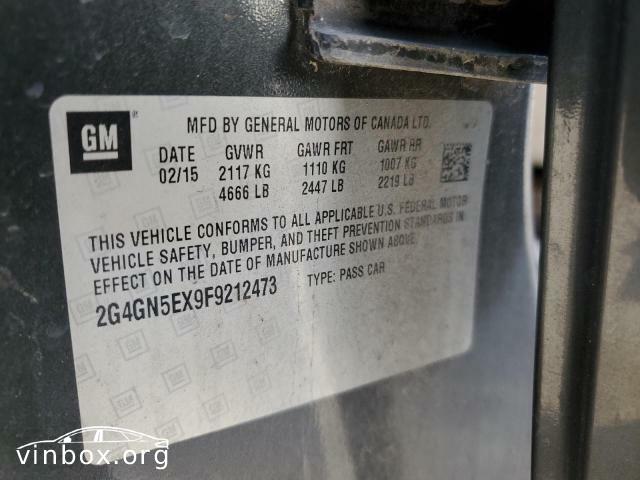 GM
MFD BY GENERAL MOTORS OF CANADA LTD.
DATE GVWR GAWR FRT GAWR RR
02/15 2117 KG 1110 KG 1007 KG
4666 LB 2447 LB 2219 LB
THIS VEHICLE CONFORMS TO ALL APPLICABLE U.S. FEDERAL MOTOR
VEHICLE SAFETY, BUMPER, AND THEFT PREVENTION STANDARDS IN
EFFECT ON THE DATE OF MANUFACTURE SHOWN ABOVE.
2G4GN5EX9F9212473 TYPE: PASS CAR
vinbox.org